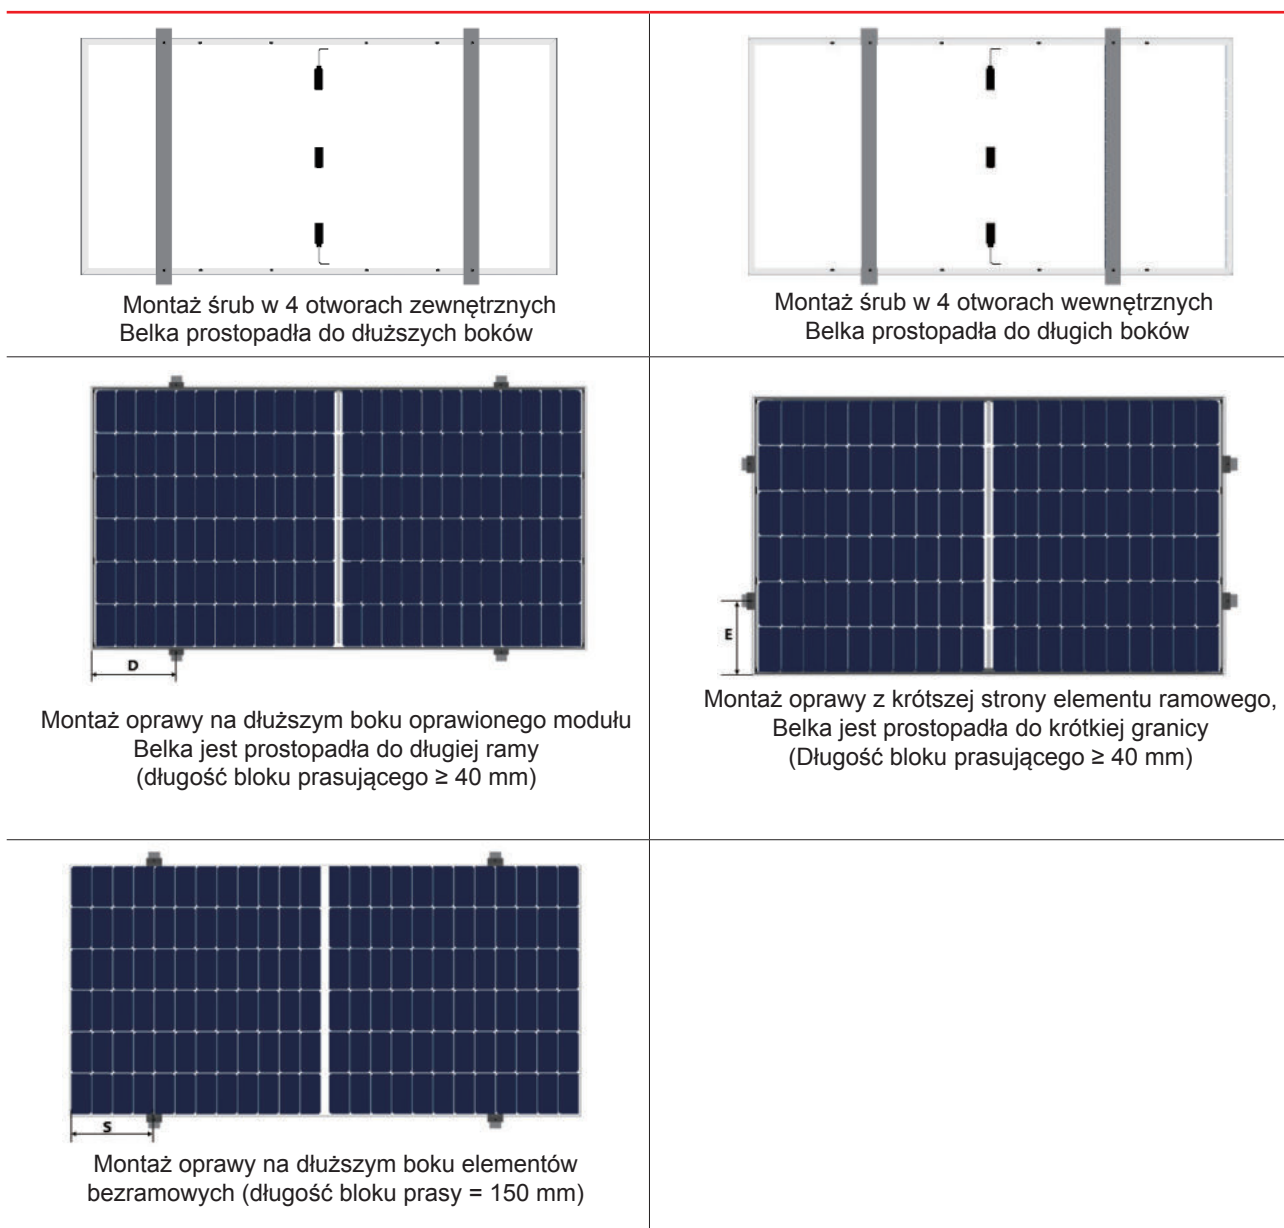 Montaż śrub w 4 otworach zewnętrznych
Belka prostopadła do dłuższych boków
Montaż śrub w 4 otworach wewnętrznych
Belka prostopadła do długich boków
D
Montaż oprawy na dłuższym boku oprawionego modułu
Belka jest prostopadła do długiej ramy
(długość bloku prasującego ≥ 40 mm)
E
Montaż oprawy z krótszej strony elementu ramowego,
Belka jest prostopadła do krótkiej granicy
(Długość bloku prasującego ≥ 40 mm)
S
Montaż oprawy na dłuższym boku elementów
bezramowych (długość bloku prasy = 150 mm)